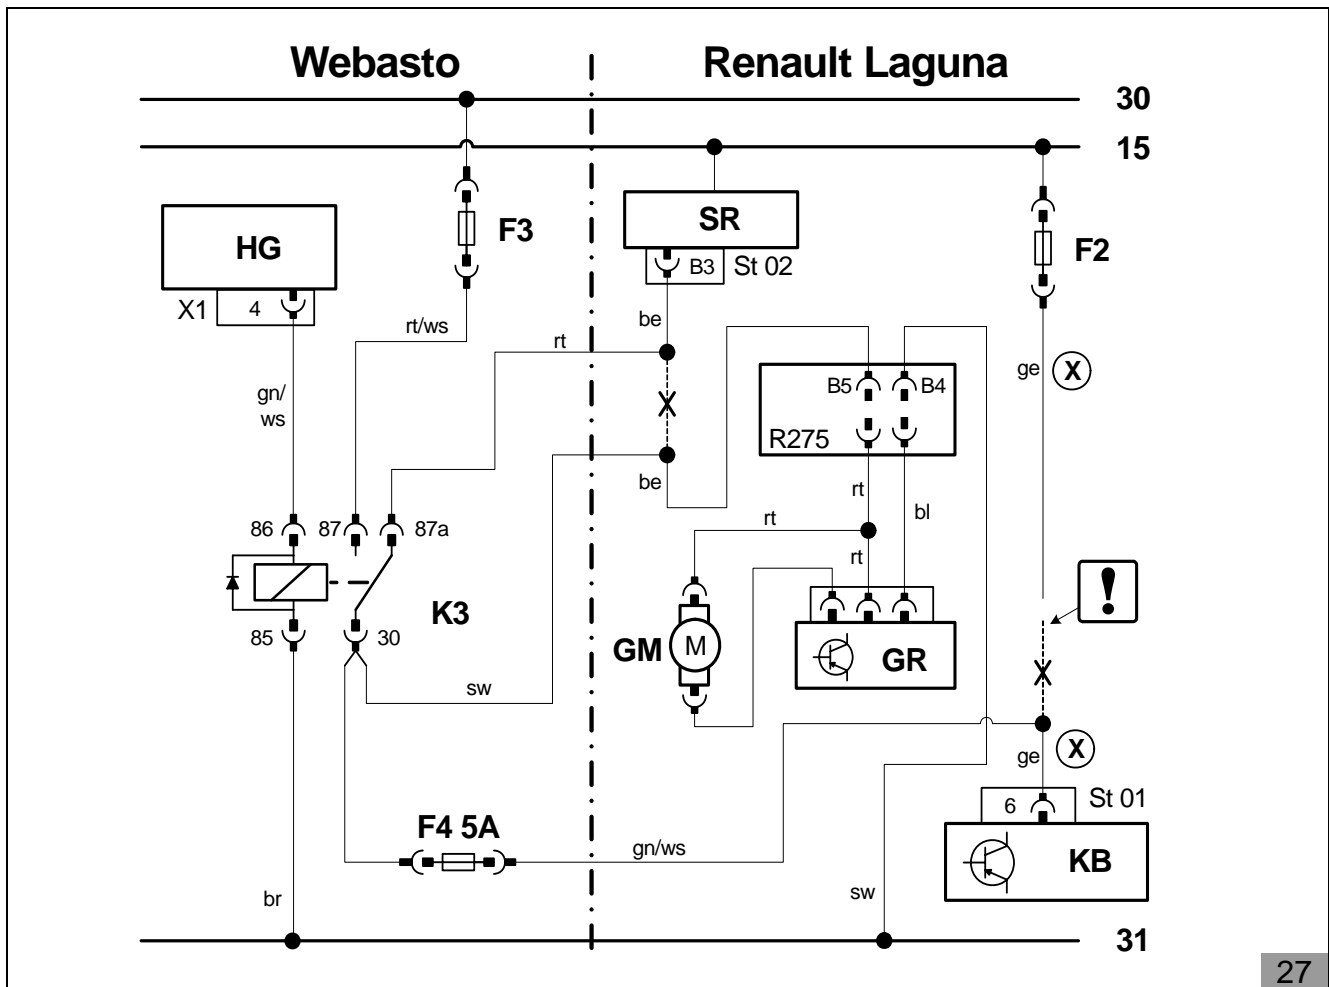 Webasto
Renault Laguna
30
15
F3
SR
F2
HG
B3
St 02
X1
4
be
rt/ws
rt
ge
X
gn/
ws
B5
B4
R275
be
rt
bl
86
87
87a
rt
rt
K3
!
85
30
GM
M
GR
sw
ge
X
6
St 01
F4 5A
gn/ws
KB
br
sw
31
27